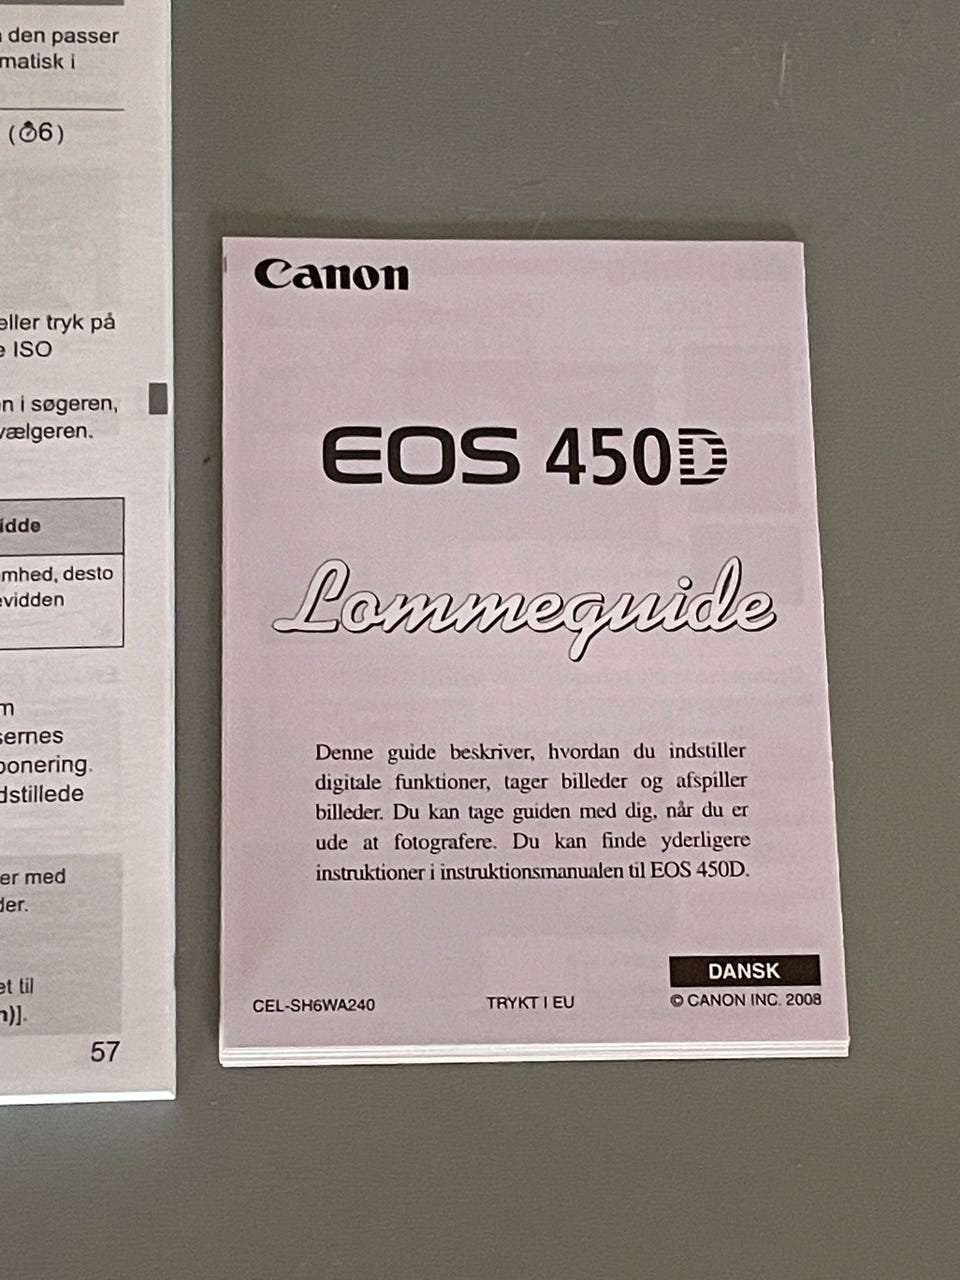 den passer
matisk i
(⏱6)
eller tryk på
e ISO
n i søgeren,
vælgeren.
idde
mhed, desto
evidden
m
sernes
ponering.
dstillede
er med
der.
et til
n)].
57
Canon
EOS 450D
Lommeguide
Denne guide beskriver, hvordan du indstiller
digitale funktioner, tager billeder og afspiller
billeder. Du kan tage guiden med dig, når du er
ude at fotografere. Du kan finde yderligere
instruktioner i instruktionsmanualen til EOS 450D.
DANSK
CEL-SH6WA240 TRYKT I EU © CANON INC. 2008